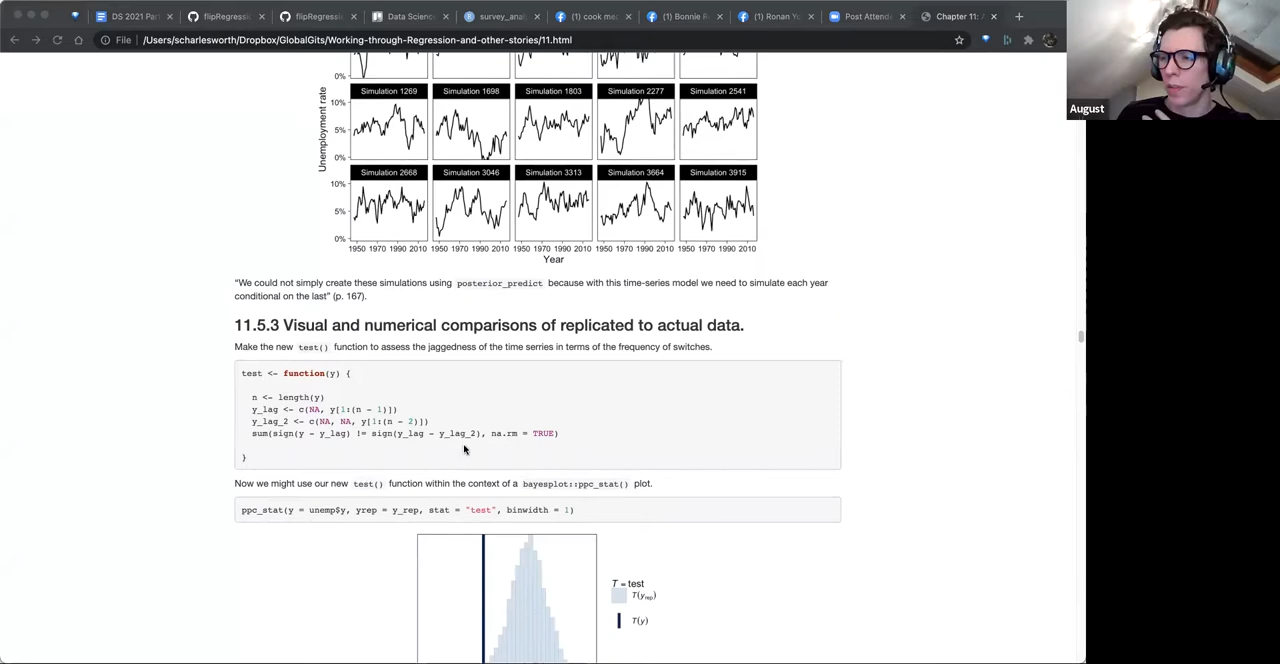 DS 2021 Part
flipRegressi
flipRegressi
Data Scienc
survey_anal
(1) cook me
(1) Bonnie R
(1) Ronan Y
Post Attende
Chapter 11:
File
/Users/scharlesworth/Dropbox/GlobalGits/Working-through-Regression-and-other-stories/11.html
August
0%
Unemployment rate
Simulation 1269 Simulation 1698 Simulation 1803 Simulation 2277 Simulation 2541
10%
5%
0%
Simulation 2668 Simulation 3046 Simulation 3313 Simulation 3664 Simulation 3915
10%
5%
0%
1950 1970 1990 2010 1950 1970 1990 2010 1950 1970 1990 2010 1950 1970 1990 2010 1950 1970 1990 2010
Year
“We could not simply create these simulations using posterior_predict because with this time-series model we need to simulate each year
conditional on the last” (p. 167).
11.5.3 Visual and numerical comparisons of replicated to actual data.
Make the new test() function to assess the jaggedness of the time serries in terms of the frequency of switches.
test <- function(y) {
n <- length(y)
y_lag <- c(NA, y[1:(n - 1)])
y_lag_2 <- c(NA, NA, y[1:(n - 2)])
sum(sign(y - y_lag) != sign(y_lag - y_lag_2), na.rm = TRUE)
}
Now we might use our new test() function within the context of a bayesplot::ppc_stat() plot.
ppc_stat(y = unemp$y, yrep = y_rep, stat = "test", binwidth = 1)
T = test
T(yrep)
T(y)